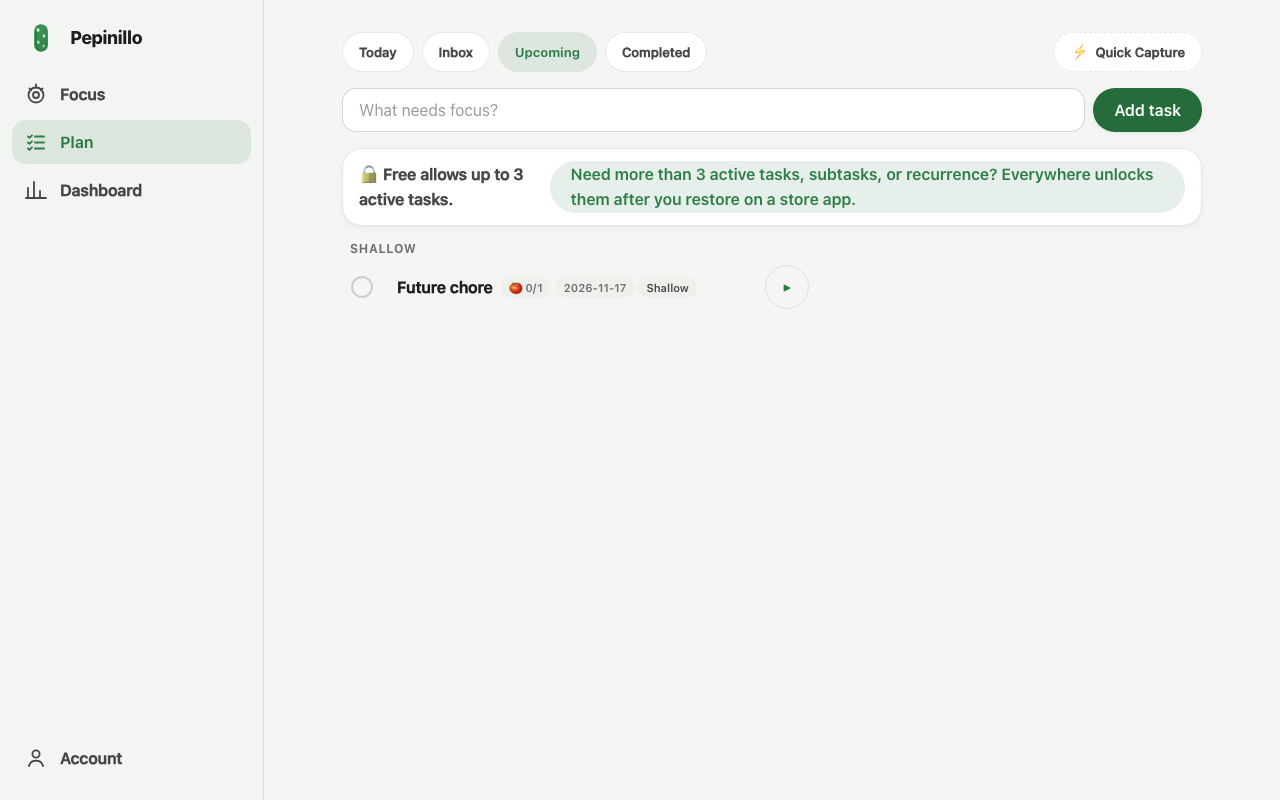 Pepinillo
Focus
Plan
Dashboard
Account
Today
Inbox
Upcoming
Completed
⚡ Quick Capture
What needs focus?
Add task
🔒 Free allows up to 3
active tasks.
Need more than 3 active tasks, subtasks, or recurrence? Everywhere unlocks
them after you restore on a store app.
SHALLOW
Future chore 🍅 0/1 2026-11-17 Shallow